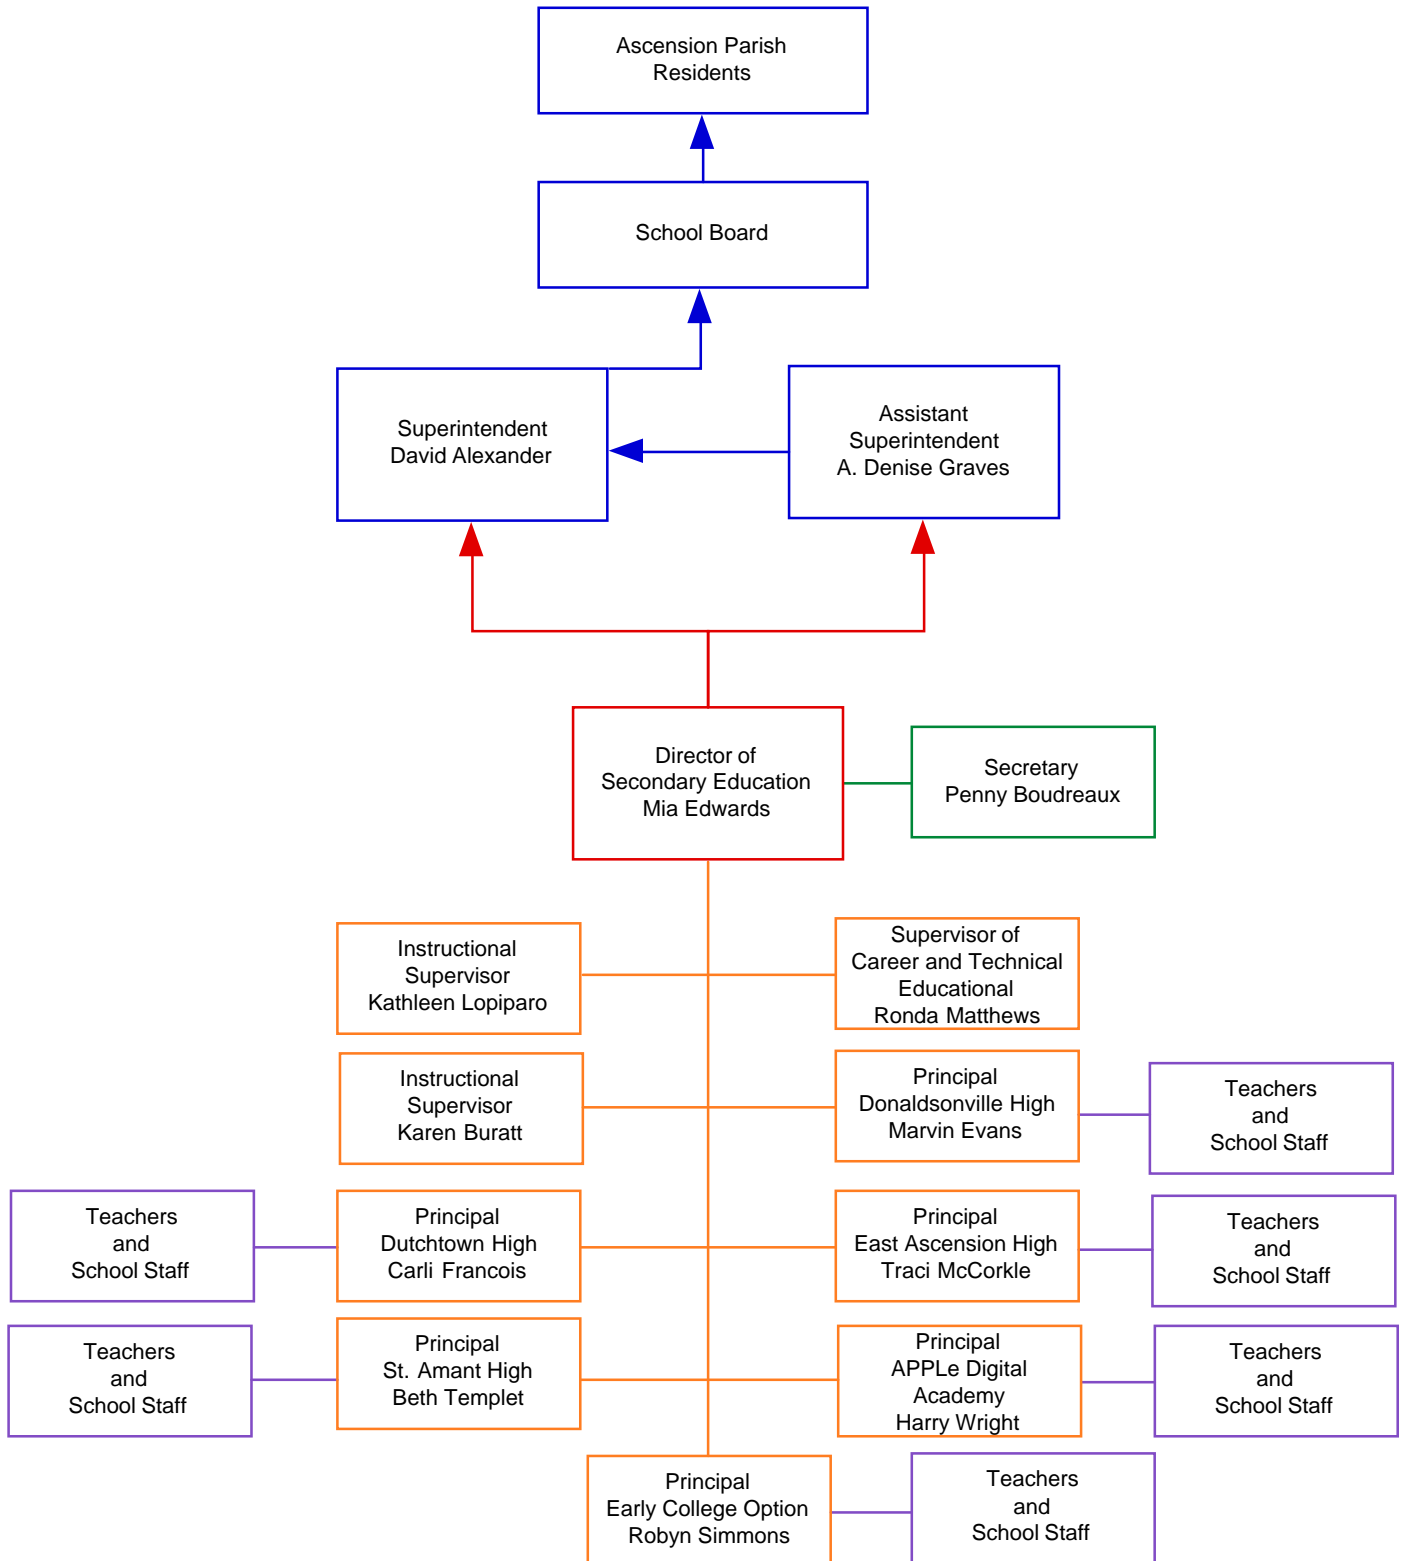 Ascension Parish
Residents
School Board
Superintendent
David Alexander
Assistant
Superintendent
A. Denise Graves
Director of
Secondary Education
Mia Edwards
Secretary
Penny Boudreaux
Instructional
Supervisor
Kathleen Lopiparo
Supervisor of
Career and Technical
Educational
Ronda Matthews
Instructional
Supervisor
Karen Buratt
Principal
Donaldsonville High
Marvin Evans
Teachers
and
School Staff
Teachers
and
School Staff
Principal
Dutchtown High
Carli Francois
Principal
East Ascension High
Traci McCorkle
Teachers
and
School Staff
Teachers
and
School Staff
Principal
St. Amant High
Beth Templet
Principal
APPLe Digital
Academy
Harry Wright
Teachers
and
School Staff
Principal
Early College Option
Robyn Simmons
Teachers
and
School Staff